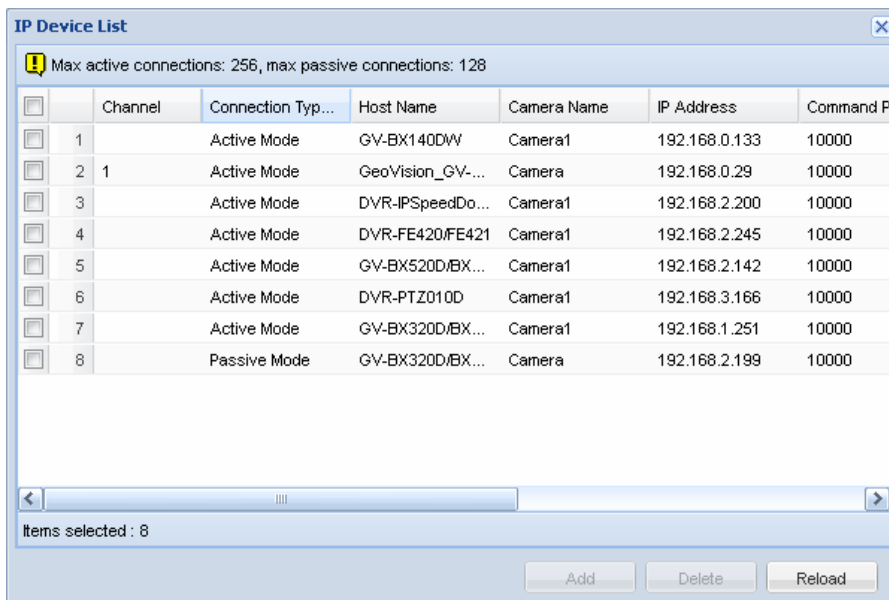 IP Device List
Max active connections: 256, max passive connections: 128
Channel Connection Typ... Host Name Camera Name IP Address Command P
1 Active Mode GV-BX140DW Camera1 192.168.0.133 10000
2 1 Active Mode GeoVision_GV-... Camera 192.168.0.29 10000
3 Active Mode DVR-IPSpeedDo... Camera1 192.168.2.200 10000
4 Active Mode DVR-FE420/FE421 Camera1 192.168.2.245 10000
5 Active Mode GV-BX520D/BX... Camera1 192.168.2.142 10000
6 Active Mode DVR-PTZ010D Camera1 192.168.3.166 10000
7 Active Mode GV-BX320D/BX... Camera1 192.168.1.251 10000
8 Passive Mode GV-BX320D/BX... Camera 192.168.2.199 10000
Items selected : 8
Add Delete Reload